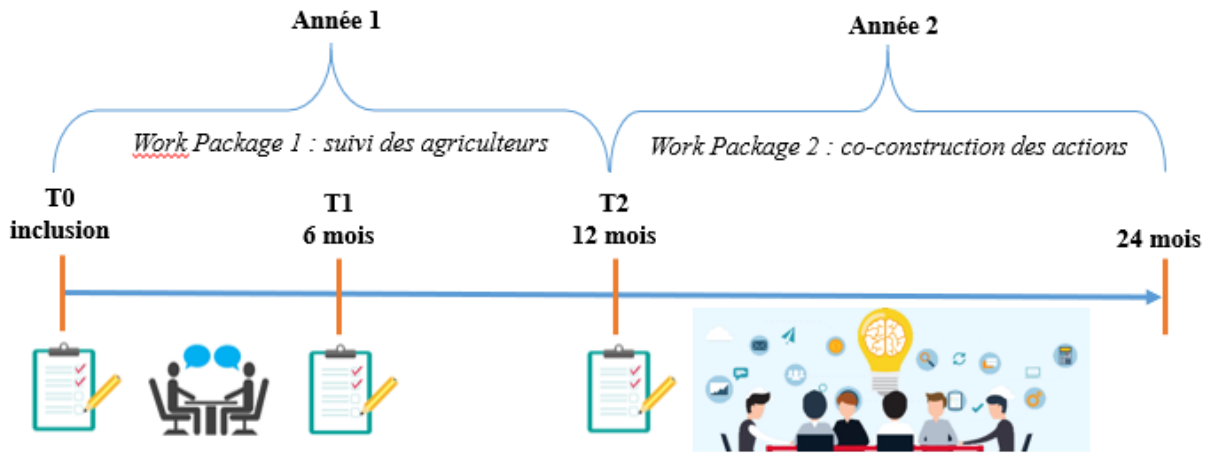 Année 1
Année 2
Work Package 1 : suivi des agriculteurs
Work Package 2 : co-construction des actions
T0
inclusion
T1
6 mois
T2
12 mois
24 mois